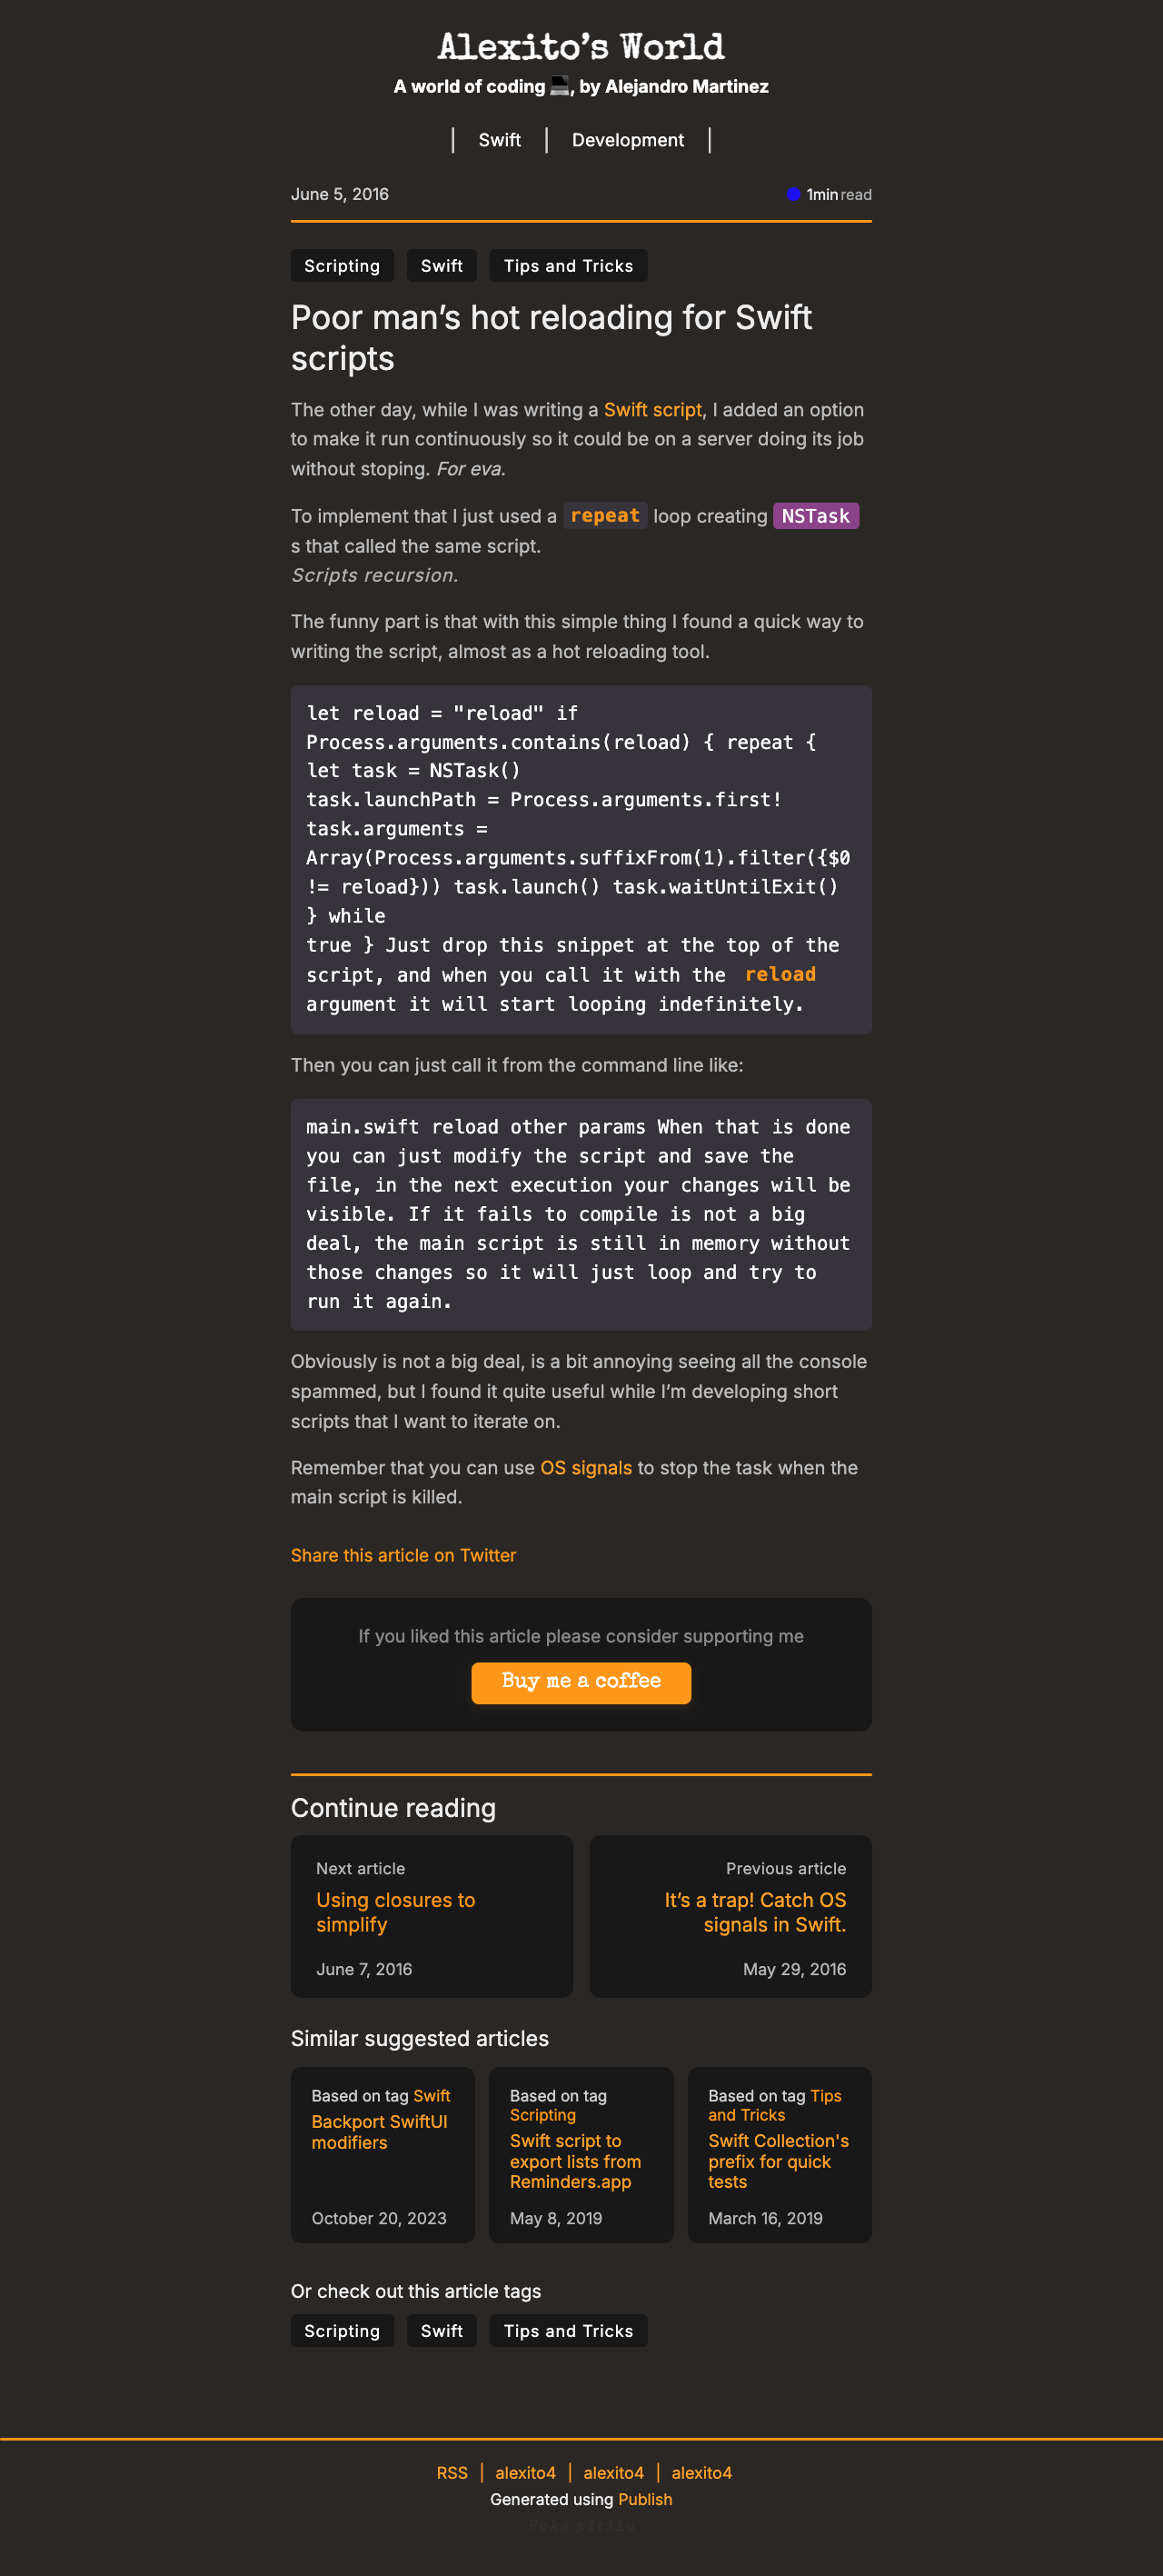 Alexito’s World
A world of coding 💻, by Alejandro Martinez
| Swift | Development |
June 5, 2016
1min read
Scripting
Swift
Tips and Tricks
Poor man’s hot reloading for Swift
scripts
The other day, while I was writing a Swift script, I added an option
to make it run continuously so it could be on a server doing its job
without stoping. For eva.
To implement that I just used a repeat loop creating NSTask
s that called the same script.
Scripts recursion.
The funny part is that with this simple thing I found a quick way to
writing the script, almost as a hot reloading tool.
let reload = "reload" if
Process.arguments.contains(reload) { repeat {
let task = NSTask()
task.launchPath = Process.arguments.first!
task.arguments =
Array(Process.arguments.suffixFrom(1).filter({$0
!= reload})) task.launch() task.waitUntilExit()
} while
true } Just drop this snippet at the top of the
script, and when you call it with the reload
argument it will start looping indefinitely.
Then you can just call it from the command line like:
main.swift reload other params When that is done
you can just modify the script and save the
file, in the next execution your changes will be
visible. If it fails to compile is not a big
deal, the main script is still in memory without
those changes so it will just loop and try to
run it again.
Obviously is not a big deal, is a bit annoying seeing all the console
spammed, but I found it quite useful while I’m developing short
scripts that I want to iterate on.
Remember that you can use OS signals to stop the task when the
main script is killed.
Share this article on Twitter
If you liked this article please consider supporting me
Buy me a coffee
Continue reading
Next article
Using closures to
simplify
June 7, 2016
Previous article
It’s a trap! Catch OS
signals in Swift.
May 29, 2016
Similar suggested articles
Based on tag Swift
Backport SwiftUI
modifiers
October 20, 2023
Based on tag
Scripting
Swift script to
export lists from
Reminders.app
May 8, 2019
Based on tag Tips
and Tricks
Swift Collection's
prefix for quick
tests
March 16, 2019
Or check out this article tags
Scripting
Swift
Tips and Tricks
RSS | alexito4 | alexito4 | alexito4
Generated using Publish